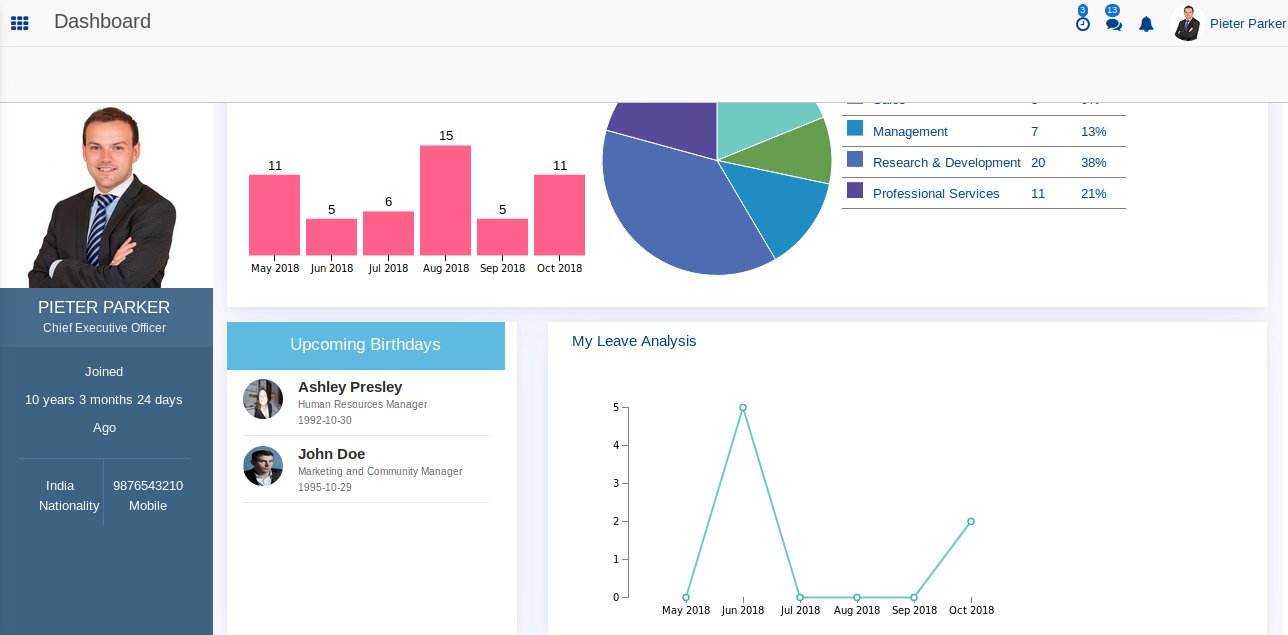 Dashboard
3
13
Pieter Parker
Management 7 13%
Research & Development 20 38%
Professional Services 11 21%
11
5
6
15
5
11
May 2018 Jun 2018 Jul 2018 Aug 2018 Sep 2018 Oct 2018
PIETER PARKER
Chief Executive Officer
Joined
10 years 3 months 24 days
Ago
India
Nationality
9876543210
Mobile
Upcoming Birthdays
Ashley Presley
Human Resources Manager
1992-10-30
John Doe
Marketing and Community Manager
1995-10-29
My Leave Analysis
5
4
3
2
1
0
May 2018 Jun 2018 Jul 2018 Aug 2018 Sep 2018 Oct 2018